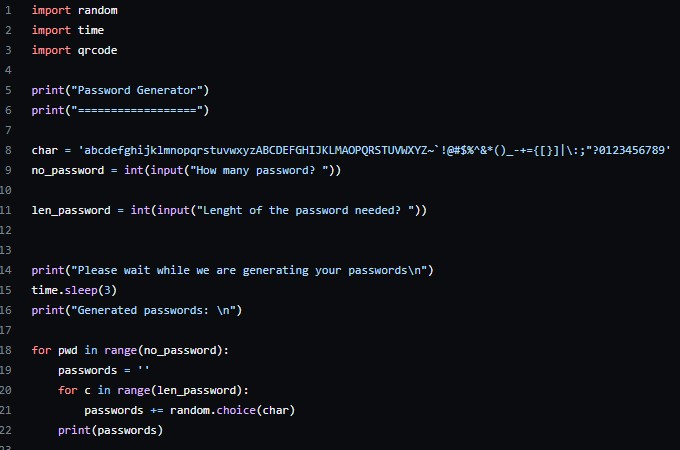 1 import random
2 import time
3 import qrcode
4
5 print("Password Generator")
6 print("==================")
7
8 char = 'abcdefghijklmnopqrstuvwxyzABCDEFGHIJKLMAOPQRSTUVWXYZ~`!@#$%^&*()_-+={[}]|\:;"?0123456789'
9 no_password = int(input("How many password? "))
10
11 len_password = int(input("Lenght of the password needed? "))
12
13
14 print("Please wait while we are generating your passwords\n")
15 time.sleep(3)
16 print("Generated passwords: \n")
17
18 for pwd in range(no_password):
19     passwords = ''
20     for c in range(len_password):
21         passwords += random.choice(char)
22     print(passwords)
23